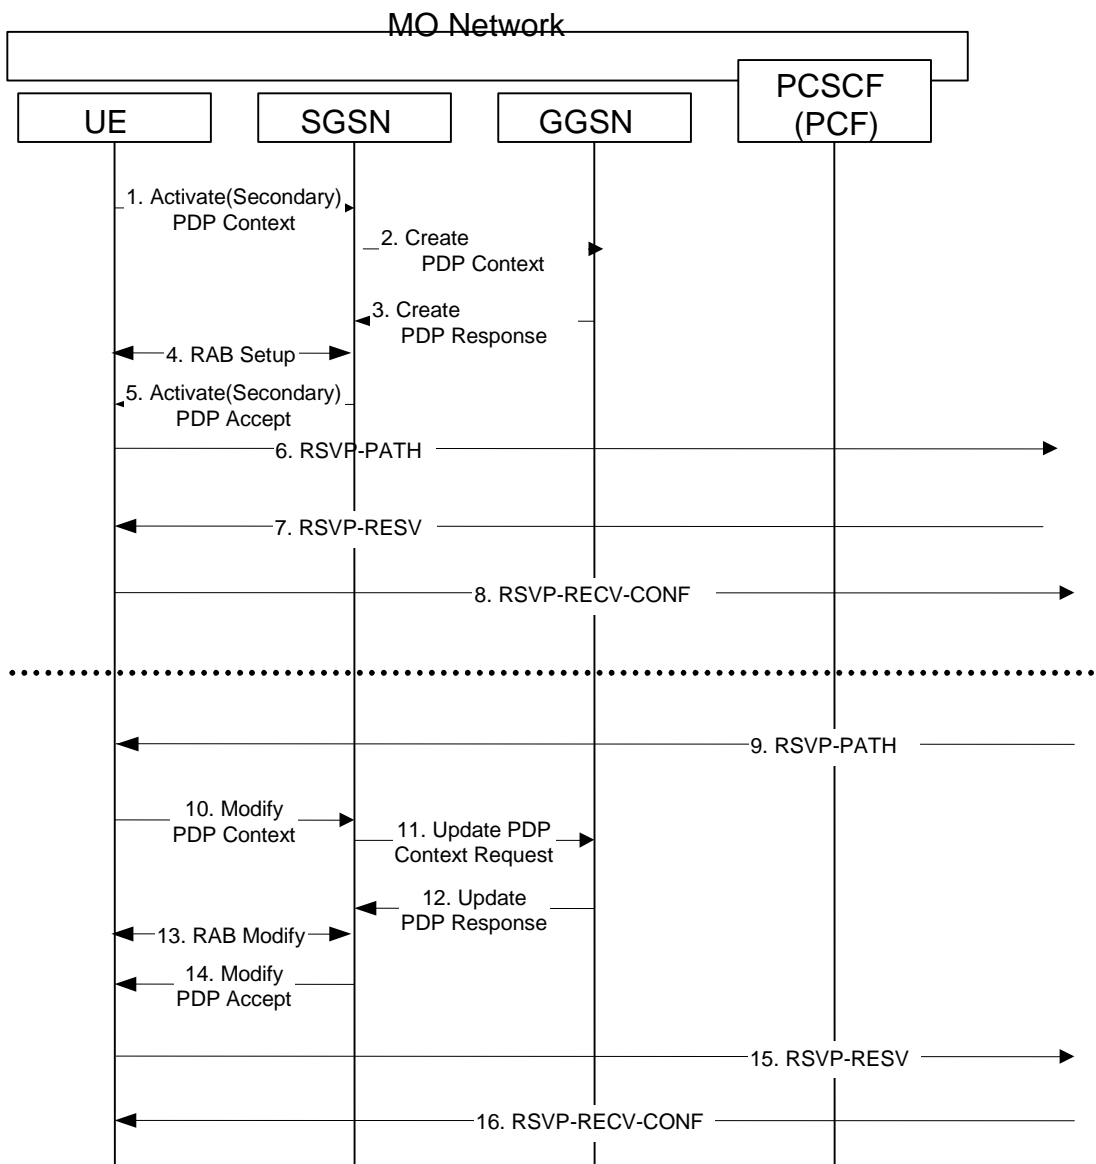 MO Network
UE
SGSN
GGSN
PCSCF
(PCF)
1. Activate(Secondary)
PDP Context
2. Create
PDP Context
3. Create
PDP Response
4. RAB Setup
5. Activate(Secondary)
PDP Accept
6. RSVP-PATH
7. RSVP-RESV
8. RSVP-RECV-CONF
9. RSVP-PATH
10. Modify
PDP Context
11. Update PDP
Context Request
12. Update
PDP Response
13. RAB Modify
14. Modify
PDP Accept
15. RSVP-RESV
16. RSVP-RECV-CONF